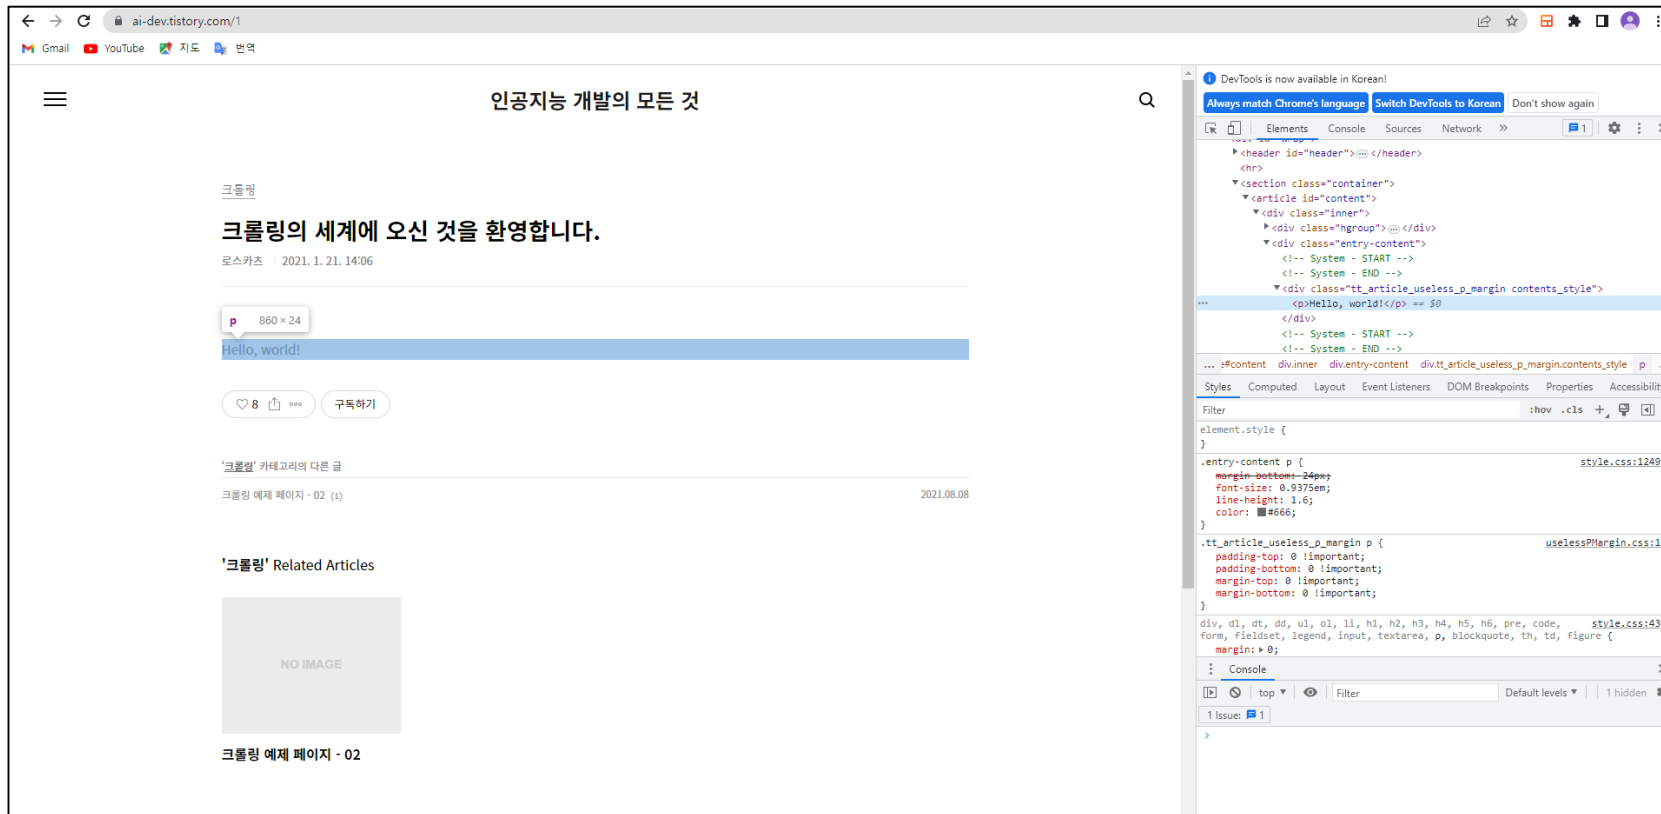 ai-dev.tistory.com/1
Gmail YouTube 지도 번역
인공지능 개발의 모든 것
크롤링
크롤링의 세계에 오신 것을 환영합니다.
로스카츠 2021. 1. 21. 14:06
p 860 × 24
Hello, world!
8 구독하기
'크롤링' 카테고리의 다른 글
크롤링 예제 페이지 - 02 (1) 2021.08.08
'크롤링' Related Articles
NO IMAGE
크롤링 예제 페이지 - 02
DevTools is now available in Korean!
Always match Chrome's language Switch DevTools to Korean Don't show again
Elements Console Sources Network » 1
<header id="header">…</header>
<hr>
<section class="container">
<article id="content">
<div class="inner">
<div class="hgroup">…</div>
<div class="entry-content">
<!-- System - START -->
<!-- System - END -->
<div class="tt_article_useless_p_margin contents_style">
<p>Hello, world!</p> == $0
</div>
<!-- System - START -->
<!-- System - END -->
… #content div.inner div.entry-content div.tt_article_useless_p_margin.contents_style p
Styles Computed Layout Event Listeners DOM Breakpoints Properties Accessibility
Filter :hov .cls +
element.style {
}
.entry-content p { style.css:1249
margin-bottom: 24px;
font-size: 0.9375em;
line-height: 1.6;
color: #666;
}
.tt_article_useless_p_margin p { uselessPMargin.css:1
padding-top: 0 !important;
padding-bottom: 0 !important;
margin-top: 0 !important;
margin-bottom: 0 !important;
}
div, dl, dt, dd, ul, ol, li, h1, h2, h3, h4, h5, h6, pre, code, style.css:43
form, fieldset, legend, input, textarea, p, blockquote, th, td, figure {
margin: 0;
Console
top Filter Default levels 1 hidden
1 Issue: 1